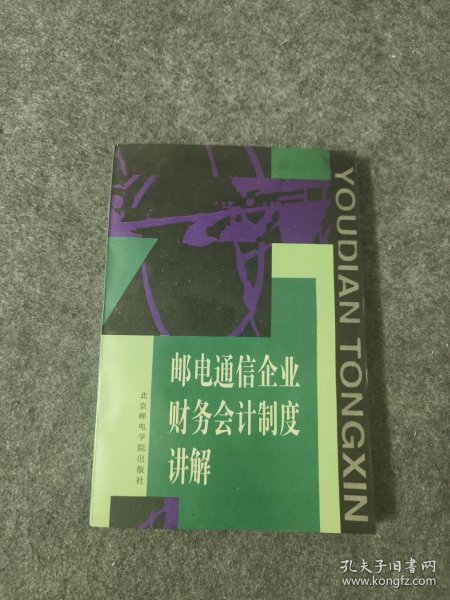 YOUDIAN TONGXIN
邮电通信企业
财务会计制度
讲解
北京邮电学院出版社
孔夫子旧书网
www.kongfz.com